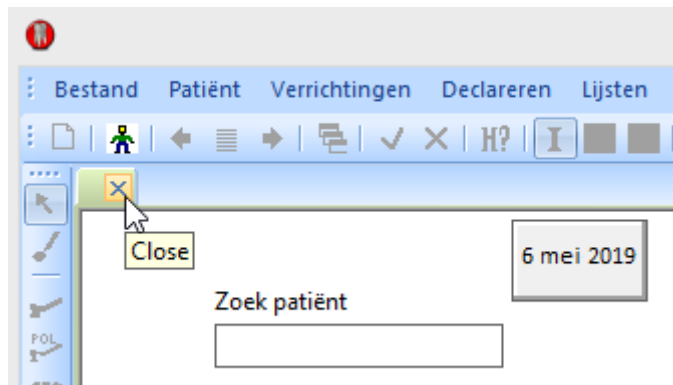 Bestand Patiënt Verrichtingen Declareren Lijsten
H? I
Close
6 mei 2019
Zoek patiënt
POL